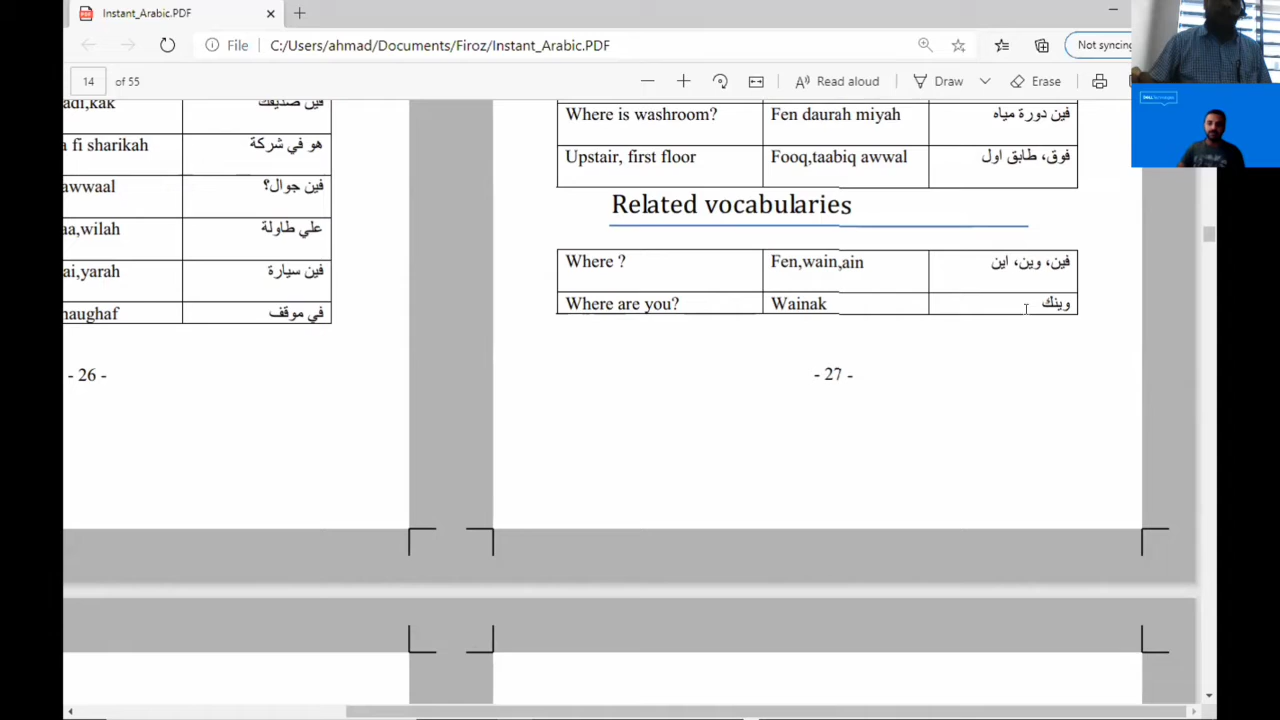 Instant_Arabic.PDF
File C:/Users/ahmad/Documents/Firoz/Instant_Arabic.PDF Not syncing
14 of 55 Read aloud Draw Erase
adi,kak فين صديقك
a fi sharikah هو في شركة
awwaal فين جوال؟
aa,wilah علي طاولة
ai,yarah فين سيارة
naughaf في موقف
- 26 -
Where is washroom? Fen daurah miyah فين دورة مياه
Upstair, first floor Fooq,taabiq awwal فوق، طابق اول
Related vocabularies
Where ? Fen,wain,ain فين، وين، اين
Where are you? Wainak وينك
- 27 -